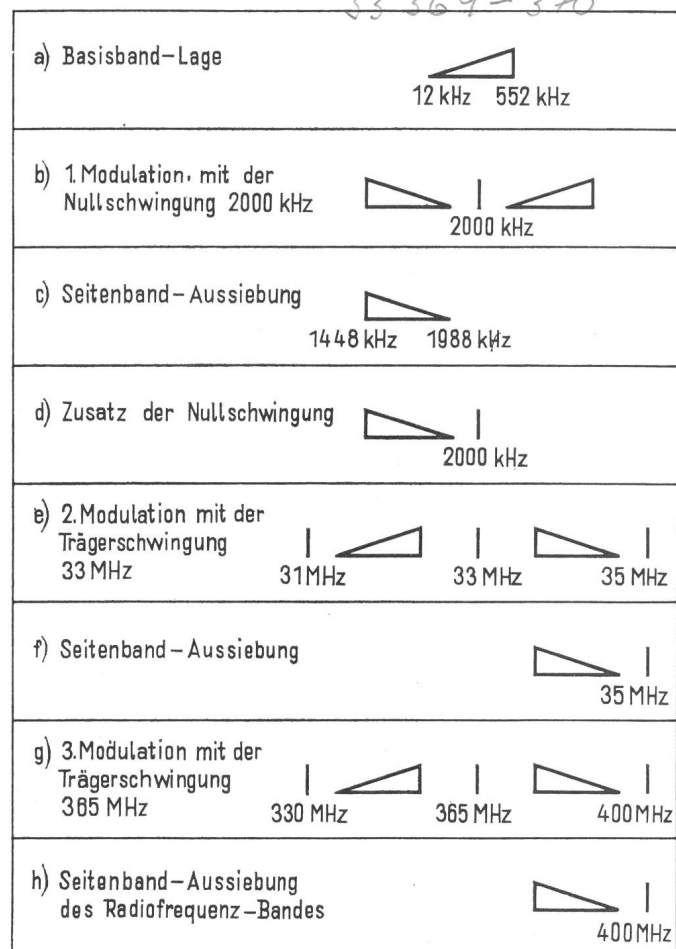 a) Basisband-Lage
12 kHz 552 kHz
b) 1. Modulation. mit der
Nullschwingung 2000 kHz
2000 kHz
c) Seitenband-Aussiebung
1448 kHz 1988 kHz
d) Zusatz der Nullschwingung
2000 kHz
e) 2. Modulation mit der
Trägerschwingung
33 MHz
31 MHz 33 MHz 35 MHz
f) Seitenband-Aussiebung
35 MHz
g) 3. Modulation mit der
Trägerschwingung
365 MHz
330 MHz 365 MHz 400 MHz
h) Seitenband-Aussiebung
des Radiofrequenz-Bandes
400 MHz